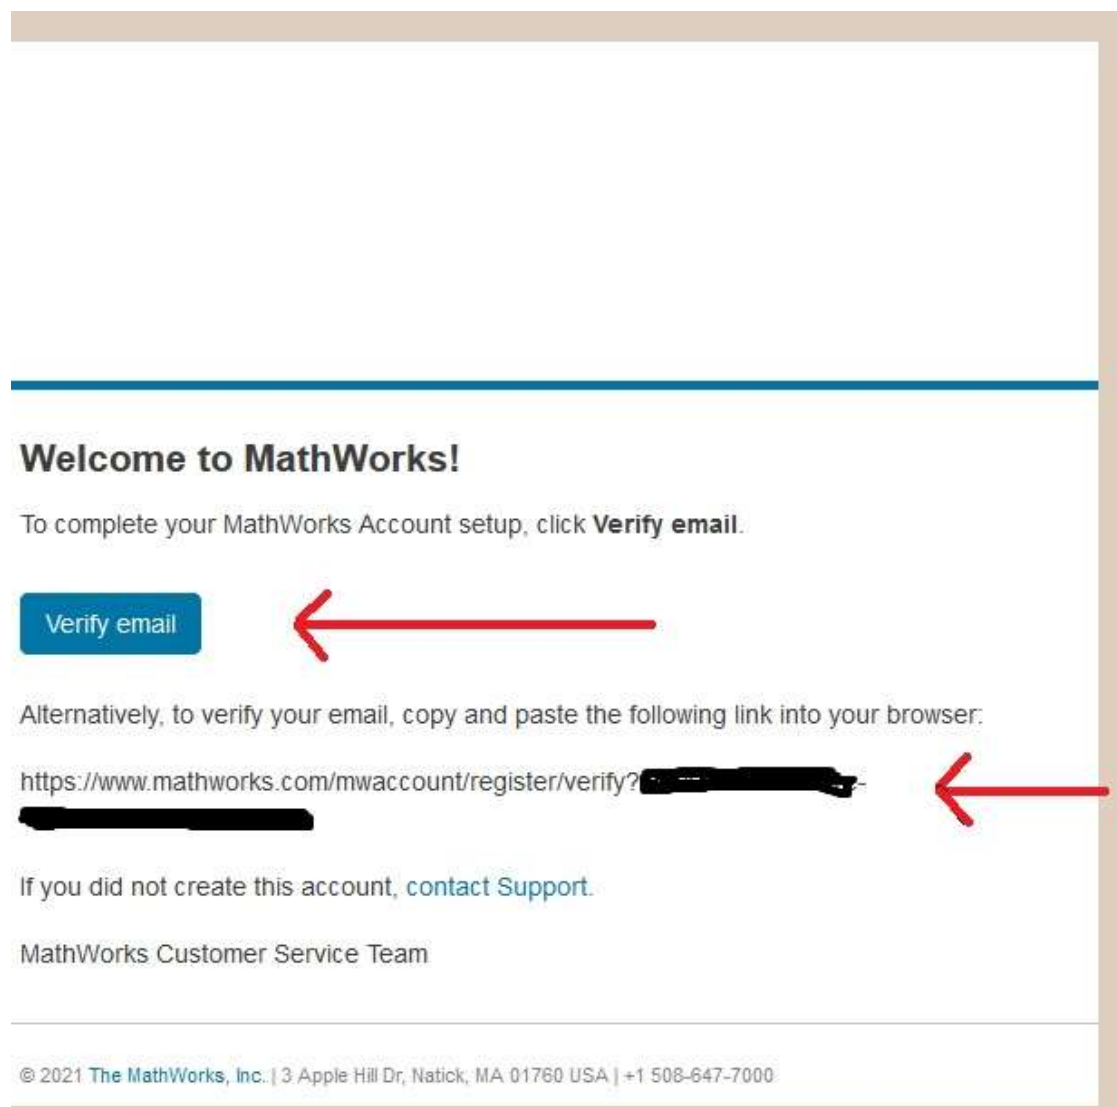 Welcome to MathWorks!
To complete your MathWorks Account setup, click Verify email.
Verify email
Alternatively, to verify your email, copy and paste the following link into your browser:
https://www.mathworks.com/mwaccount/register/verify?
If you did not create this account, contact Support.
MathWorks Customer Service Team
© 2021 The MathWorks, Inc. | 3 Apple Hill Dr, Natick, MA 01760 USA | +1 508-647-7000